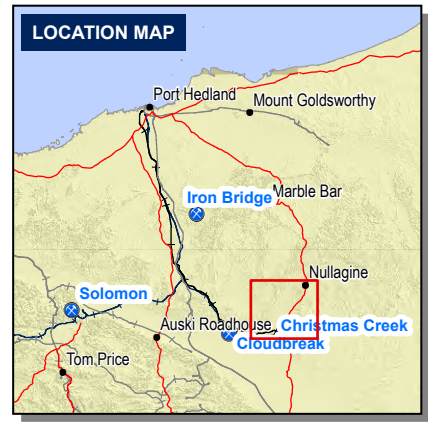 LOCATION MAP
Port Hedland
Mount Goldsworthy
Marble Bar
Iron Bridge
Nullagine
Solomon
Auski Roadhouse
Christmas Creek
Cloudbreak
Tom Price